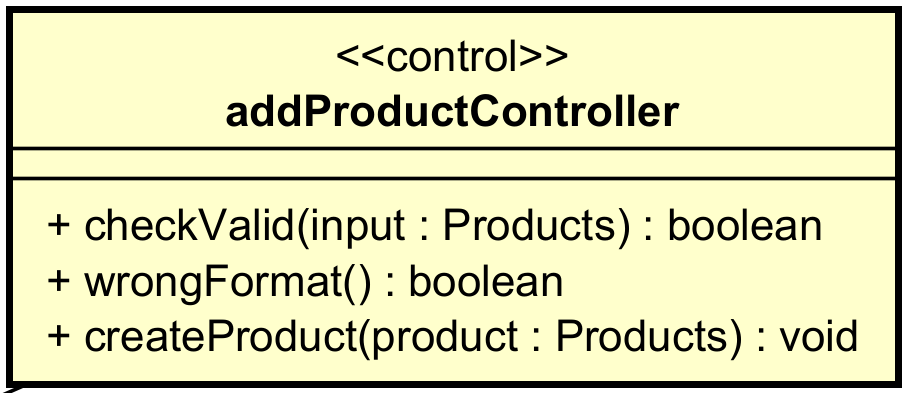 <<control>>
addProductController
+ checkValid(input : Products) : boolean
+ wrongFormat() : boolean
+ createProduct(product : Products) : void